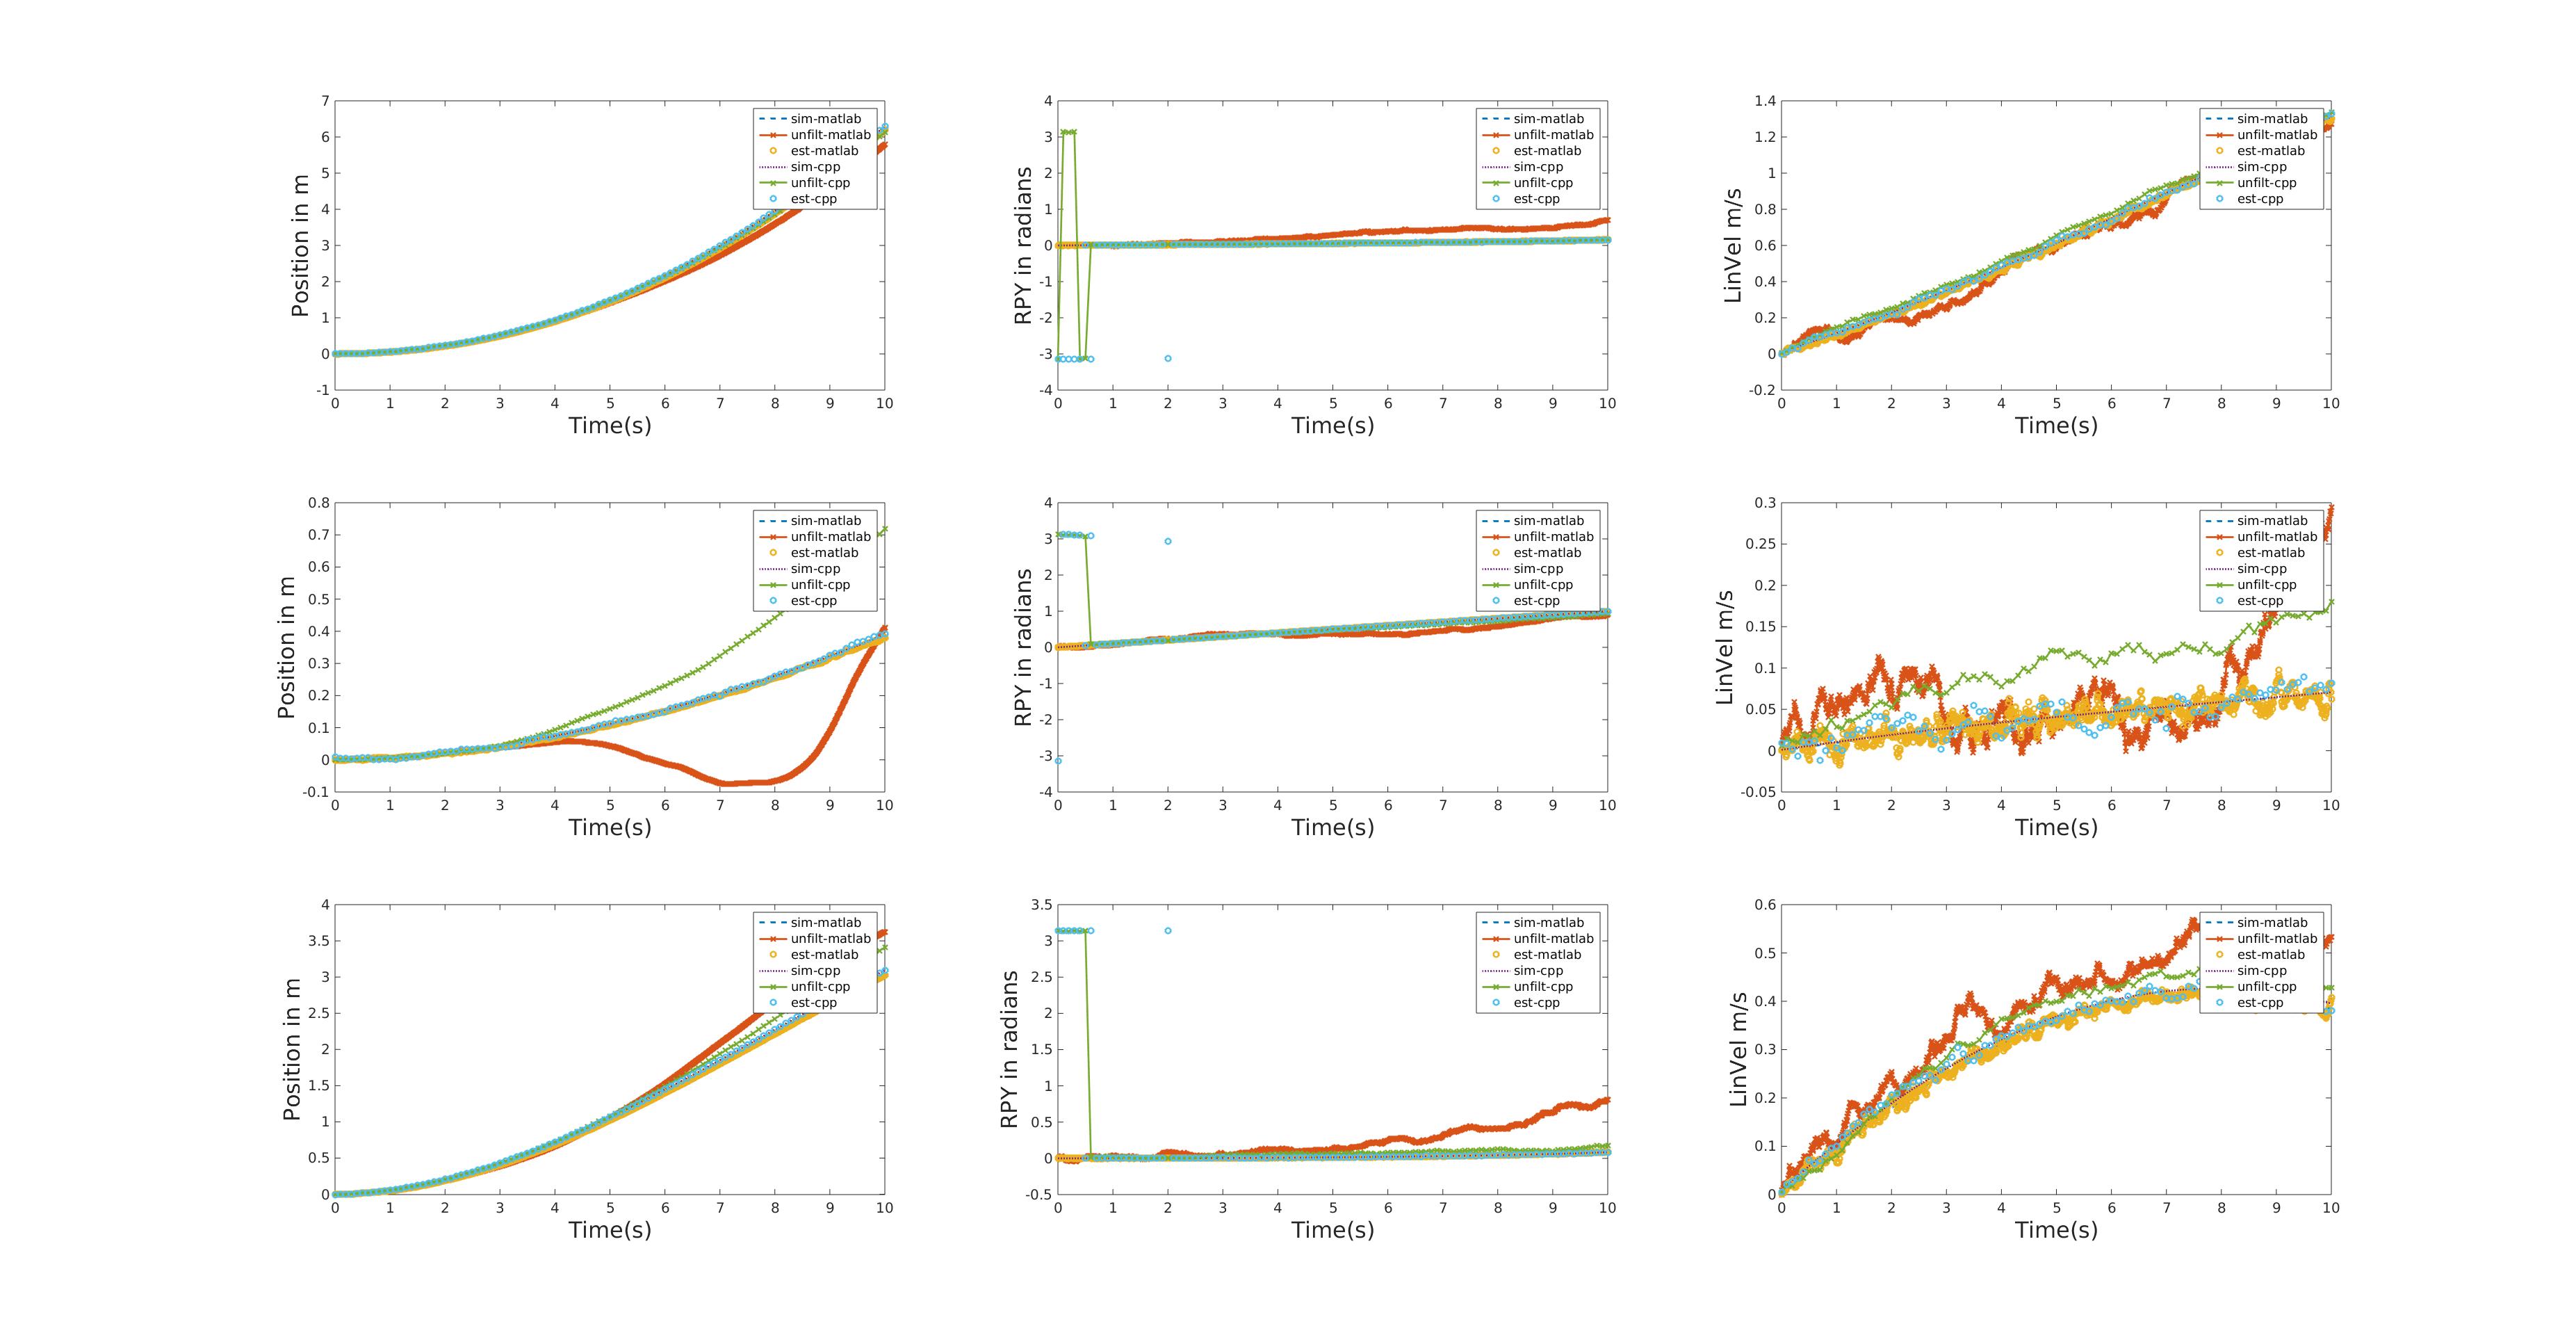 Position in m
7
6
5
4
3
2
1
0
-1
0 1 2 3 4 5 6 7 8 9 10
Time(s)
sim-matlab
unfilt-matlab
est-matlab
sim-cpp
unfilt-cpp
est-cpp
RPY in radians
4
3
2
1
0
-1
-2
-3
-4
0 1 2 3 4 5 6 7 8 9 10
Time(s)
sim-matlab
unfilt-matlab
est-matlab
sim-cpp
unfilt-cpp
est-cpp
LinVel m/s
1.4
1.2
1
0.8
0.6
0.4
0.2
0
-0.2
0 1 2 3 4 5 6 7 8 9 10
Time(s)
sim-matlab
unfilt-matlab
est-matlab
sim-cpp
unfilt-cpp
est-cpp
Position in m
0.8
0.7
0.6
0.5
0.4
0.3
0.2
0.1
0
-0.1
0 1 2 3 4 5 6 7 8 9 10
Time(s)
sim-matlab
unfilt-matlab
est-matlab
sim-cpp
unfilt-cpp
est-cpp
RPY in radians
4
3
2
1
0
-1
-2
-3
-4
0 1 2 3 4 5 6 7 8 9 10
Time(s)
sim-matlab
unfilt-matlab
est-matlab
sim-cpp
unfilt-cpp
est-cpp
LinVel m/s
0.3
0.25
0.2
0.15
0.1
0.05
0
-0.05
0 1 2 3 4 5 6 7 8 9 10
Time(s)
sim-matlab
unfilt-matlab
est-matlab
sim-cpp
unfilt-cpp
est-cpp
Position in m
4
3.5
3
2.5
2
1.5
1
0.5
0
0 1 2 3 4 5 6 7 8 9 10
Time(s)
sim-matlab
unfilt-matlab
est-matlab
sim-cpp
unfilt-cpp
est-cpp
RPY in radians
3.5
3
2.5
2
1.5
1
0.5
0
-0.5
0 1 2 3 4 5 6 7 8 9 10
Time(s)
sim-matlab
unfilt-matlab
est-matlab
sim-cpp
unfilt-cpp
est-cpp
LinVel m/s
0.6
0.5
0.4
0.3
0.2
0.1
0
0 1 2 3 4 5 6 7 8 9 10
Time(s)
sim-matlab
unfilt-matlab
est-matlab
sim-cpp
unfilt-cpp
est-cpp